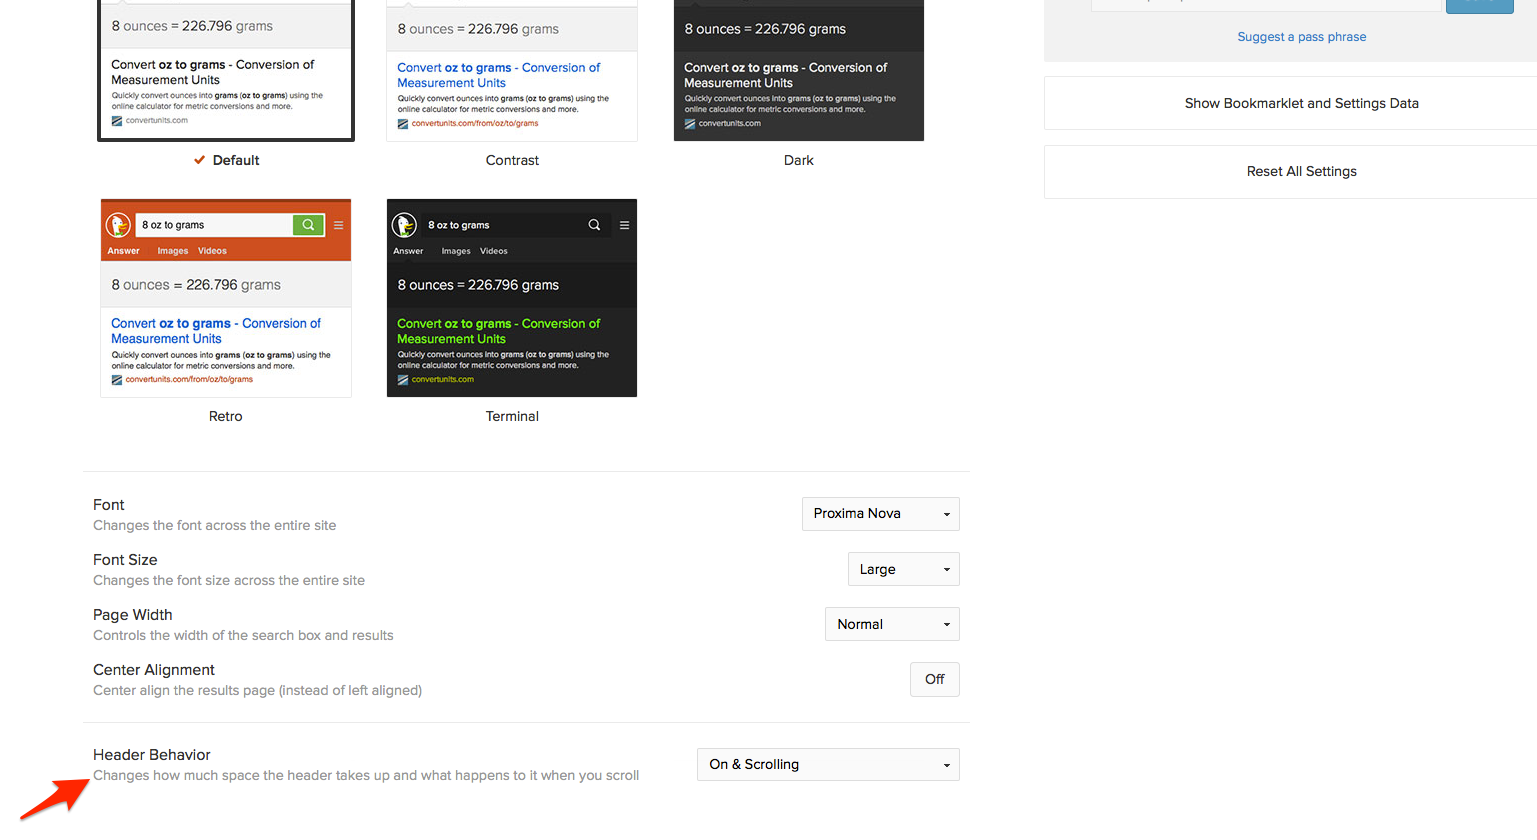 8 ounces = 226.796 grams
Convert oz to grams - Conversion of
Measurement Units
Quickly convert ounces into grams (oz to grams) using the
online calculator for metric conversions and more.
convertunits.com
Default
8 ounces = 226.796 grams
Convert oz to grams - Conversion of
Measurement Units
Quickly convert ounces into grams (oz to grams) using the
online calculator for metric conversions and more.
convertunits.com/from/oz/to/grams
Contrast
8 ounces = 226.796 grams
Convert oz to grams - Conversion of
Measurement Units
Quickly convert ounces into grams (oz to grams) using the
online calculator for metric conversions and more.
convertunits.com
Dark
8 oz to grams
Answer Images Videos
8 ounces = 226.796 grams
Convert oz to grams - Conversion of
Measurement Units
Quickly convert ounces into grams (oz to grams) using the
online calculator for metric conversions and more.
convertunits.com/from/oz/to/grams
Retro
8 oz to grams
Answer Images Videos
8 ounces = 226.796 grams
Convert oz to grams - Conversion of
Measurement Units
Quickly convert ounces into grams (oz to grams) using the
online calculator for metric conversions and more.
convertunits.com
Terminal
Font
Changes the font across the entire site
Proxima Nova
Font Size
Changes the font size across the entire site
Large
Page Width
Controls the width of the search box and results
Normal
Center Alignment
Center align the results page (instead of left aligned)
Off
Header Behavior
Changes how much space the header takes up and what happens to it when you scroll
On & Scrolling
Suggest a pass phrase
Show Bookmarklet and Settings Data
Reset All Settings